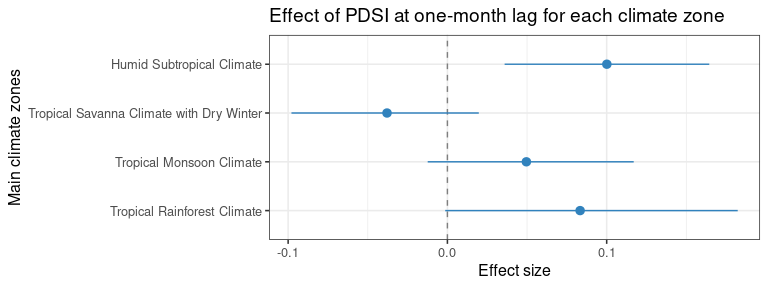 Effect of PDSI at one-month lag for each climate zone
Main climate zones
Humid Subtropical Climate
Tropical Savanna Climate with Dry Winter
Tropical Monsoon Climate
Tropical Rainforest Climate
-0.1
0.0
0.1
Effect size